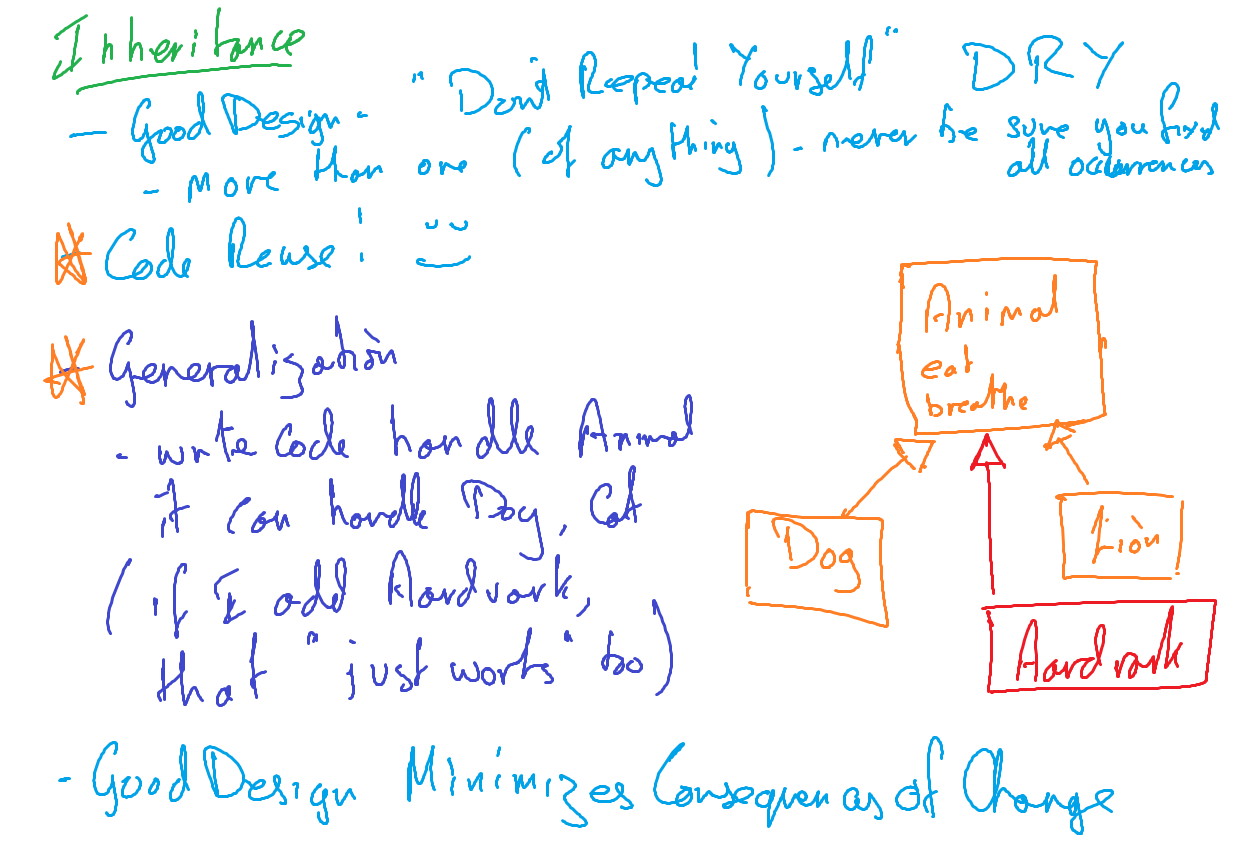 Inheritance
- Good Design - "Don't Repeat Yourself" DRY
- more than one (of anything) - never be sure you fixed
all occurrences
Code Reuse!
Generalization
- write code handle Animal
it can handle Dog, Cat
(if I add Aardvark,
that "just works" too)
Animal
eat
breathe
Dog
Lion
Aardvark
- Good Design Minimizes Consequences of Change